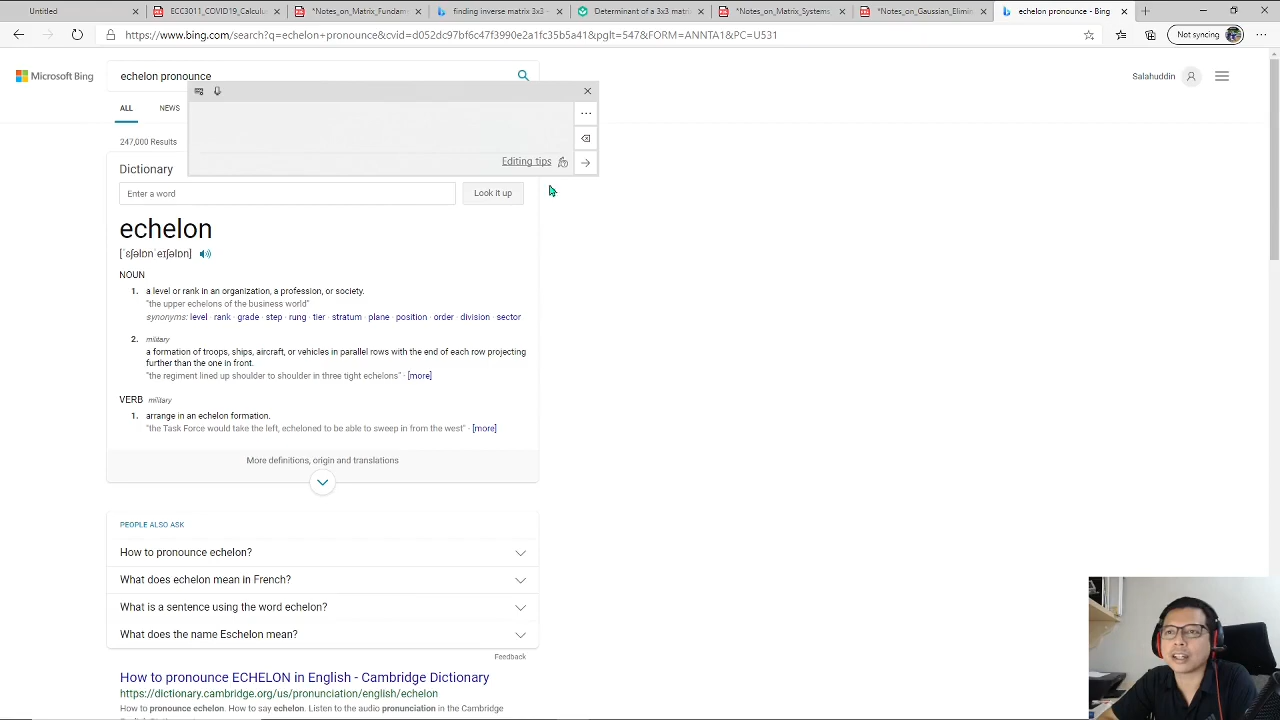 Untitled
ECC3011_COVID19_Calculu
*Notes_on_Matrix_Fundam
finding inverse matrix 3x3 -
Determinant of a 3x3 matri
*Notes_on_Matrix_Systems_
*Notes_on_Gaussian_Elimin
echelon pronounce - Bing
https://www.bing.com/search?q=echelon+pronounce&cvid=d052dc97bf6c47f3990e2a1fc35b5a41&pglt=547&FORM=ANNTA1&PC=U531
Not syncing
Microsoft Bing
echelon pronounce
Salahuddin
ALL
NEWS
247,000 Results
Editing tips
Dictionary
Enter a word
Look it up
echelon
[ˈɛʃəlɒnˈeɪʃəlɒn]
NOUN
1. a level or rank in an organization, a profession, or society.
"the upper echelons of the business world"
synonyms: level · rank · grade · step · rung · tier · stratum · plane · position · order · division · sector
2. military
a formation of troops, ships, aircraft, or vehicles in parallel rows with the end of each row projecting
further than the one in front.
"the regiment lined up shoulder to shoulder in three tight echelons" · [more]
VERB military
1. arrange in an echelon formation.
"the Task Force would take the left, echeloned to be able to sweep in from the west" · [more]
More definitions, origin and translations
PEOPLE ALSO ASK
How to pronounce echelon?
What does echelon mean in French?
What is a sentence using the word echelon?
What does the name Eschelon mean?
Feedback
How to pronounce ECHELON in English - Cambridge Dictionary
https://dictionary.cambridge.org/us/pronunciation/english/echelon
How to pronounce echelon. How to say echelon. Listen to the audio pronunciation in the Cambridge